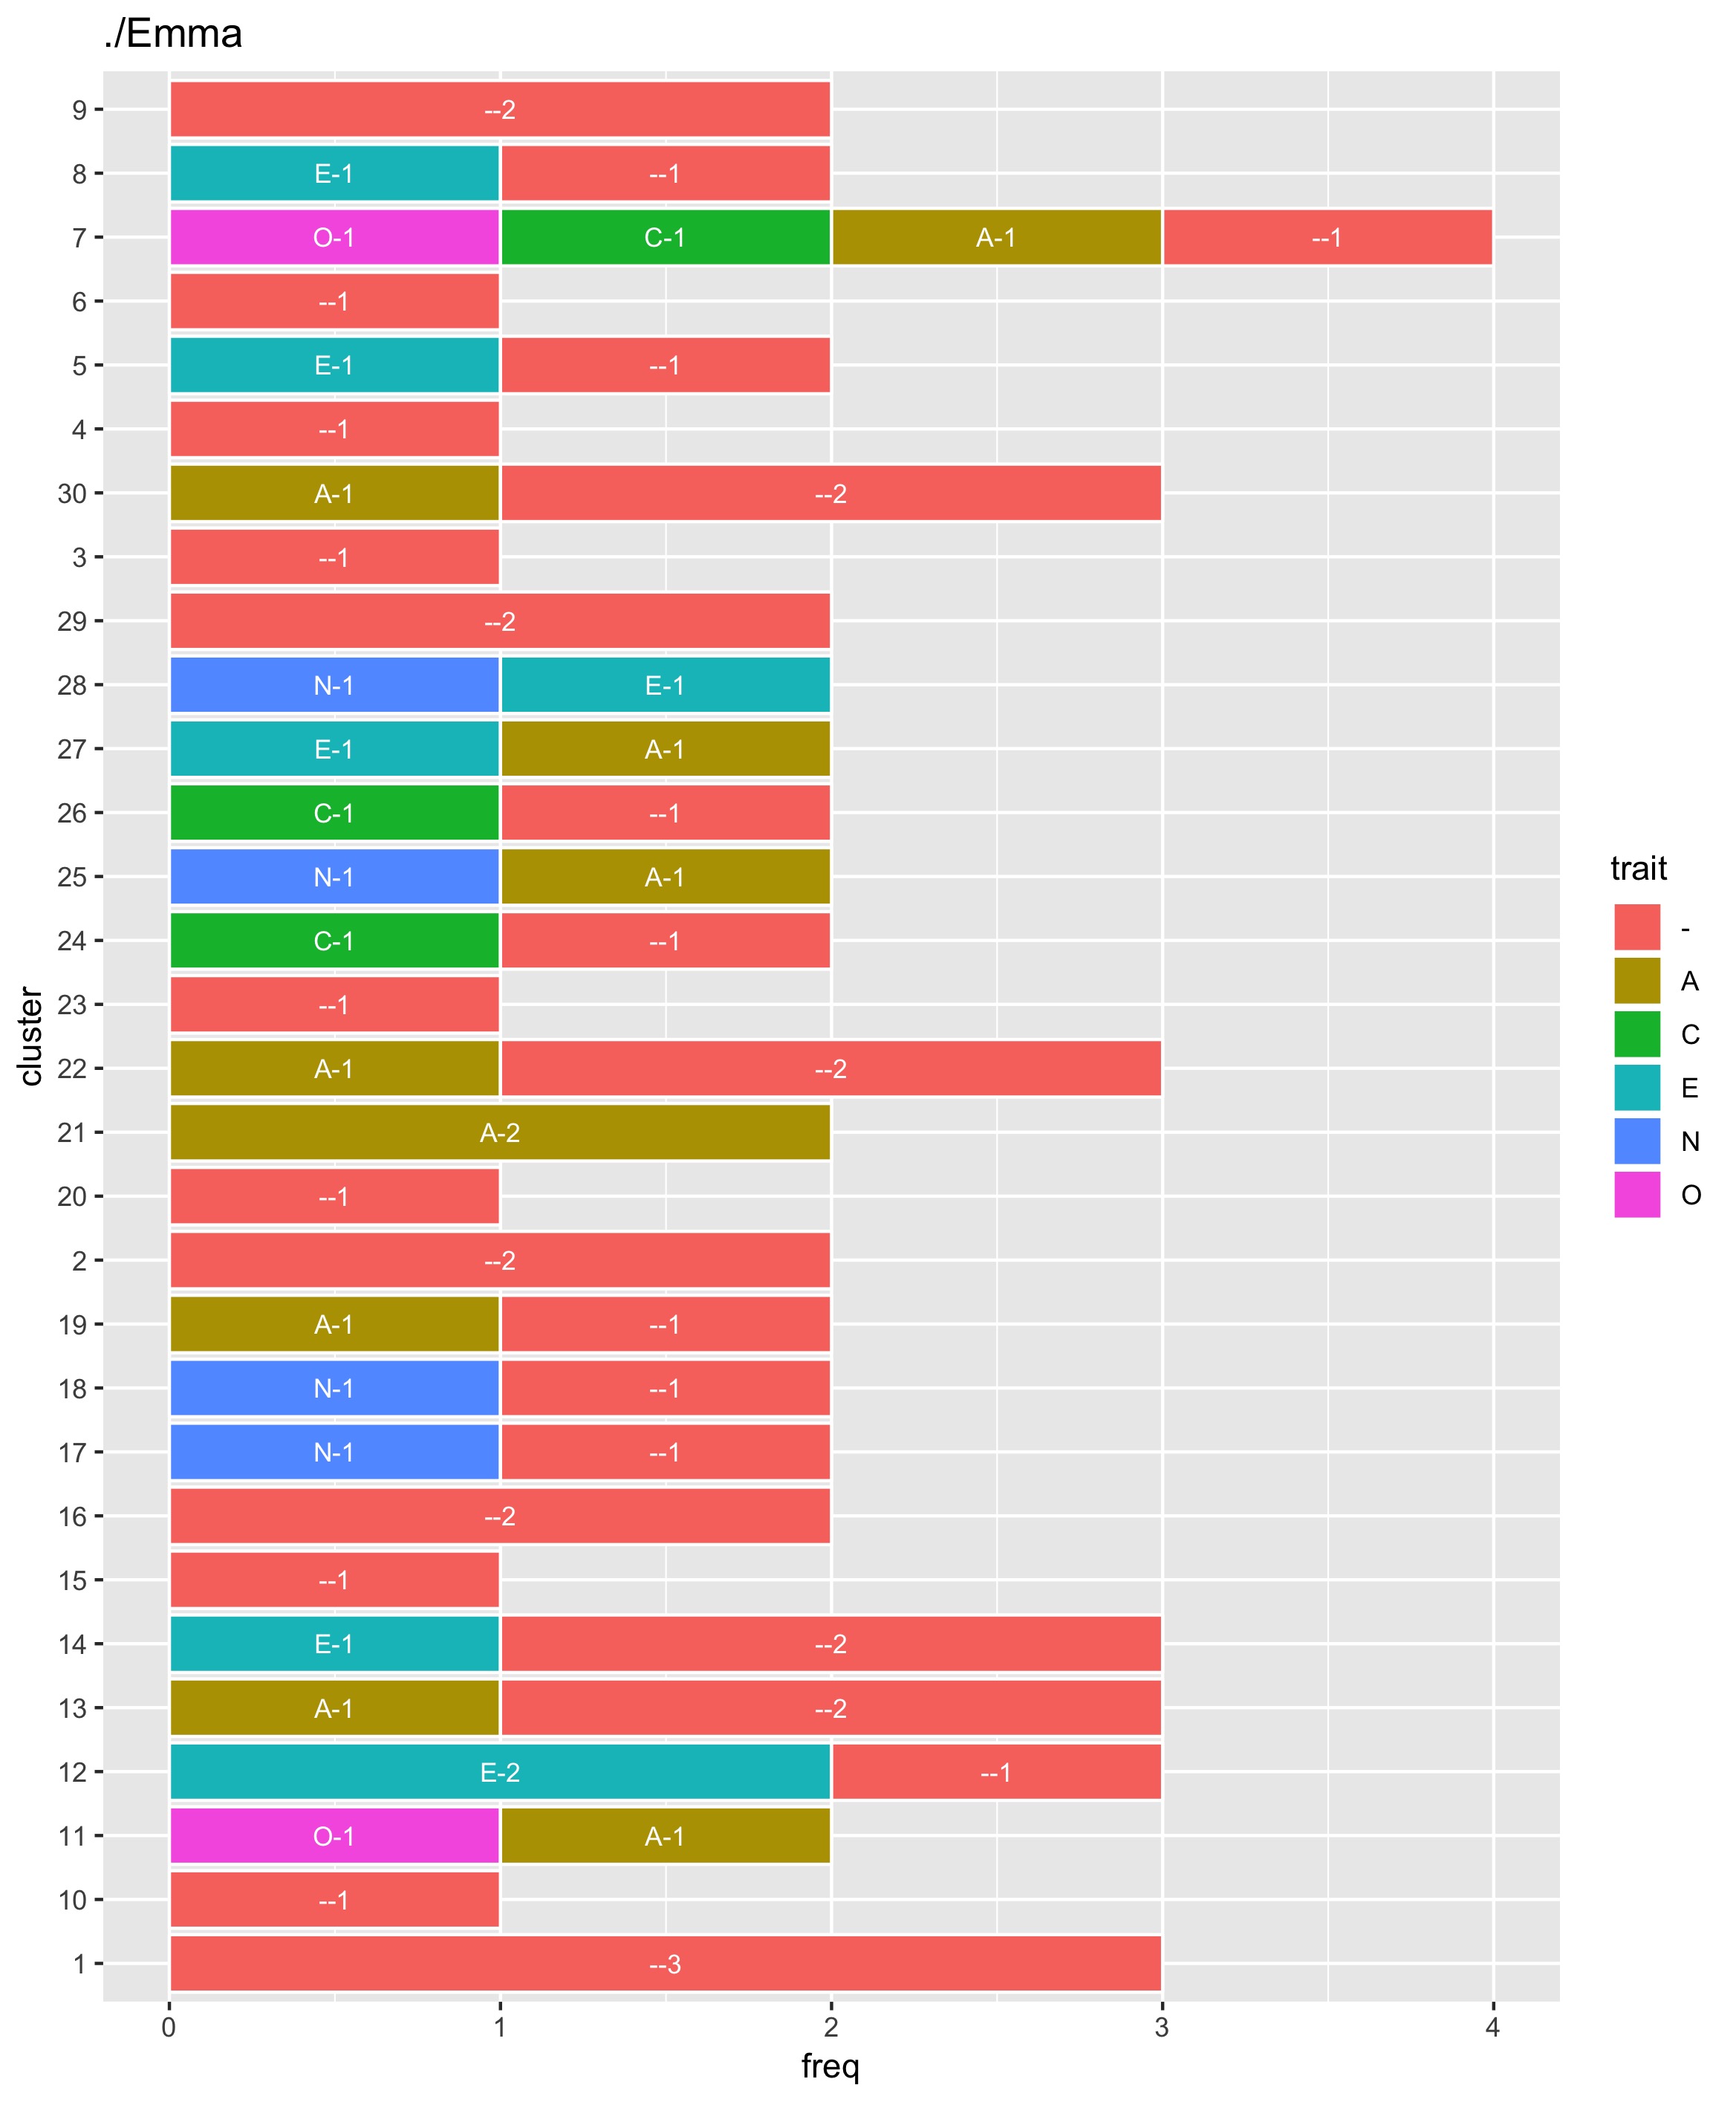 ./Emma
9 --2
8 E-1 --1
7 O-1 C-1 A-1 --1
6 --1
5 E-1 --1
4 --1
30 A-1 --2
3 --1
29 --2
28 N-1 E-1
27 E-1 A-1
26 C-1 --1
25 N-1 A-1
24 C-1 --1
23 --1
22 A-1 --2
21 A-2
20 --1
2 --2
19 A-1 --1
18 N-1 --1
17 N-1 --1
16 --2
15 --1
14 E-1 --2
13 A-1 --2
12 E-2 --1
11 O-1 A-1
10 --1
1 --3
0 1 2 3 4
freq
cluster
trait
-
A
C
E
N
O